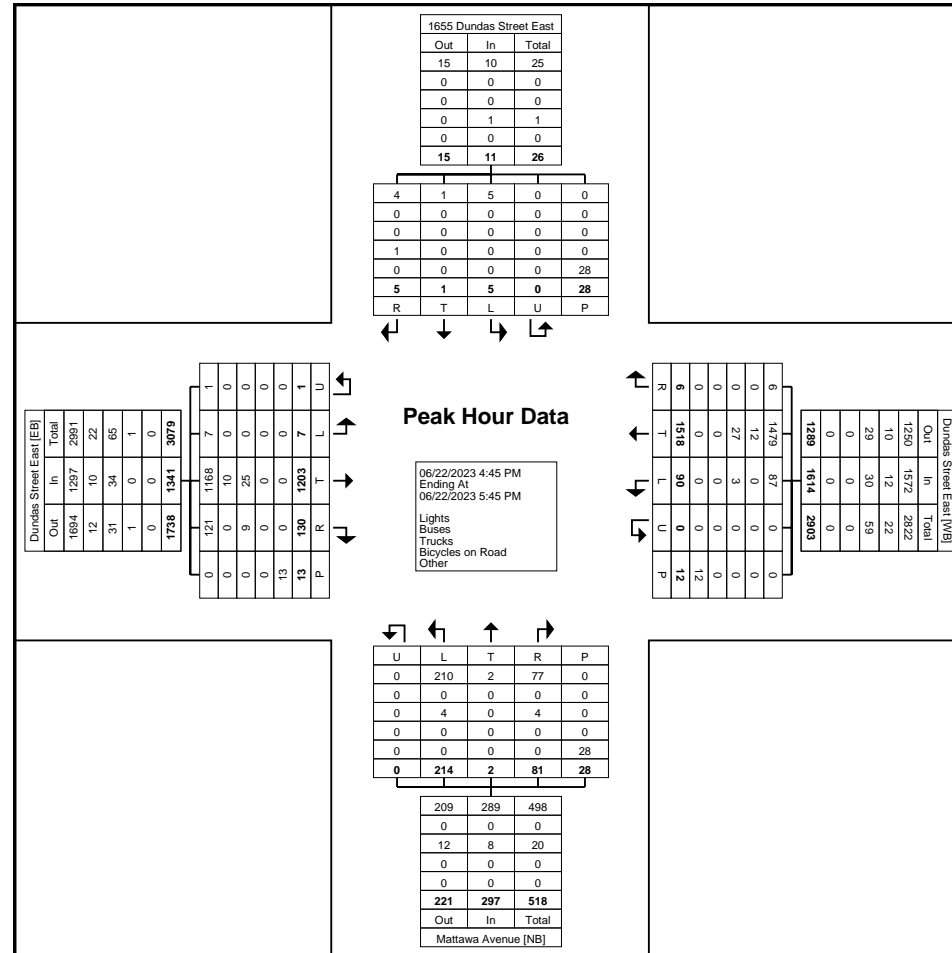 1655 Dundas Street East
Out In Total
15 10 25
0 0 0
0 0 0
0 1 1
0 0 0
15 11 26
4 1 5 0 0
0 0 0 0 0
0 0 0 0 0
1 0 0 0 0
0 0 0 0 28
5 1 5 0 28
R T L U P
Dundas Street East [EB]
Total In Out
2991 1297 1694
22 10 12
65 34 31
1 0 1
0 0 0
3079 1341 1738
1 7 1168 121 0
0 0 10 0 0
0 0 25 9 0
0 0 0 0 0
0 0 0 0 13
1 7 1203 130 13
U L T R P
Peak Hour Data
06/22/2023 4:45 PM
Ending At
06/22/2023 5:45 PM
Lights
Buses
Trucks
Bicycles on Road
Other
R T L U P
6 1518 90 0 12
0 0 0 0 12
0 0 0 0 0
0 27 3 0 0
0 12 0 0 0
6 1479 87 0 0
Dundas Street East [WB]
Out In Total
1250 1572 2822
10 12 22
29 30 59
0 0 0
0 0 0
1289 1614 2903
U L T R P
0 210 2 77 0
0 0 0 0 0
0 4 0 4 0
0 0 0 0 0
0 0 0 0 28
0 214 2 81 28
209 289 498
0 0 0
12 8 20
0 0 0
0 0 0
221 297 518
Out In Total
Mattawa Avenue [NB]